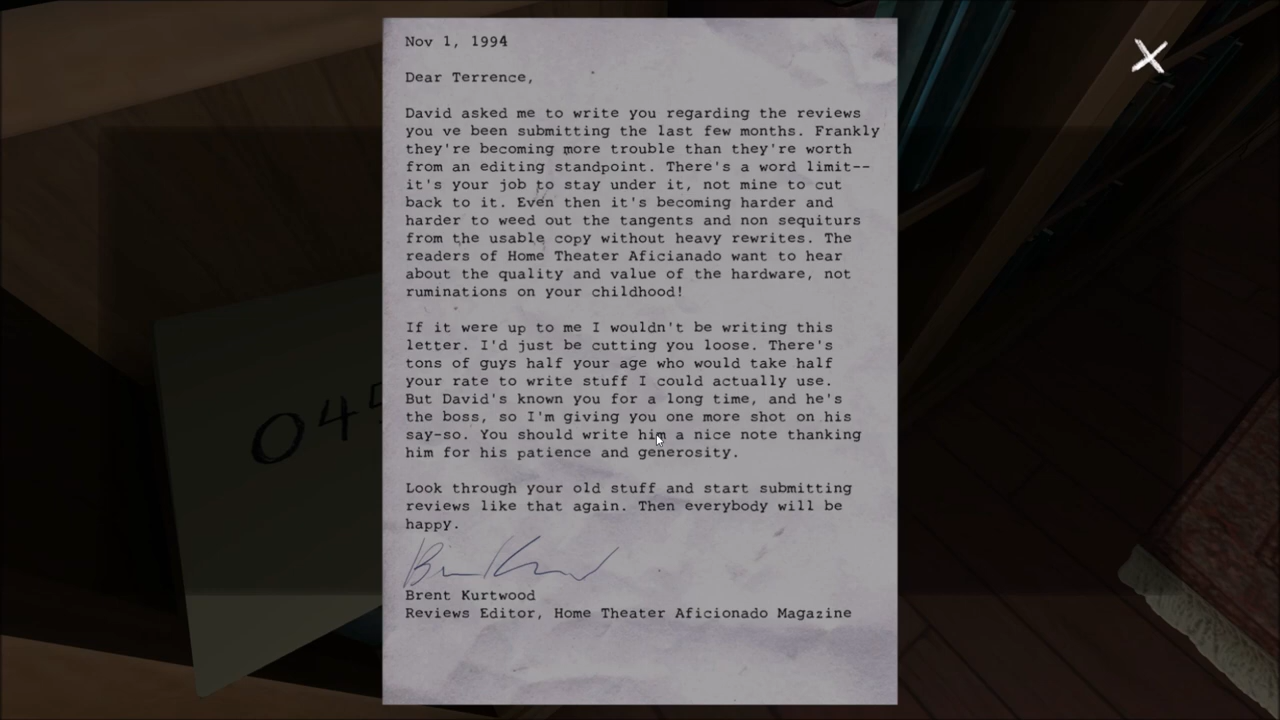 Nov 1, 1994
Dear Terrence,
David asked me to write you regarding the reviews
you ve been submitting the last few months. Frankly
they're becoming more trouble than they're worth
from an editing standpoint. There's a word limit--
it's your job to stay under it, not mine to cut
back to it. Even then it's becoming harder and
harder to weed out the tangents and non sequiturs
from the usable copy without heavy rewrites. The
readers of Home Theater Aficianado want to hear
about the quality and value of the hardware, not
ruminations on your childhood!
If it were up to me I wouldn't be writing this
letter. I'd just be cutting you loose. There's
tons of guys half your age who would take half
your rate to write stuff I could actually use.
But David's known you for a long time, and he's
the boss, so I'm giving you one more shot on his
say-so. You should write him a nice note thanking
him for his patience and generosity.
Look through your old stuff and start submitting
reviews like that again. Then everybody will be
happy.
Brent Kurtwood
Reviews Editor, Home Theater Aficionado Magazine
04